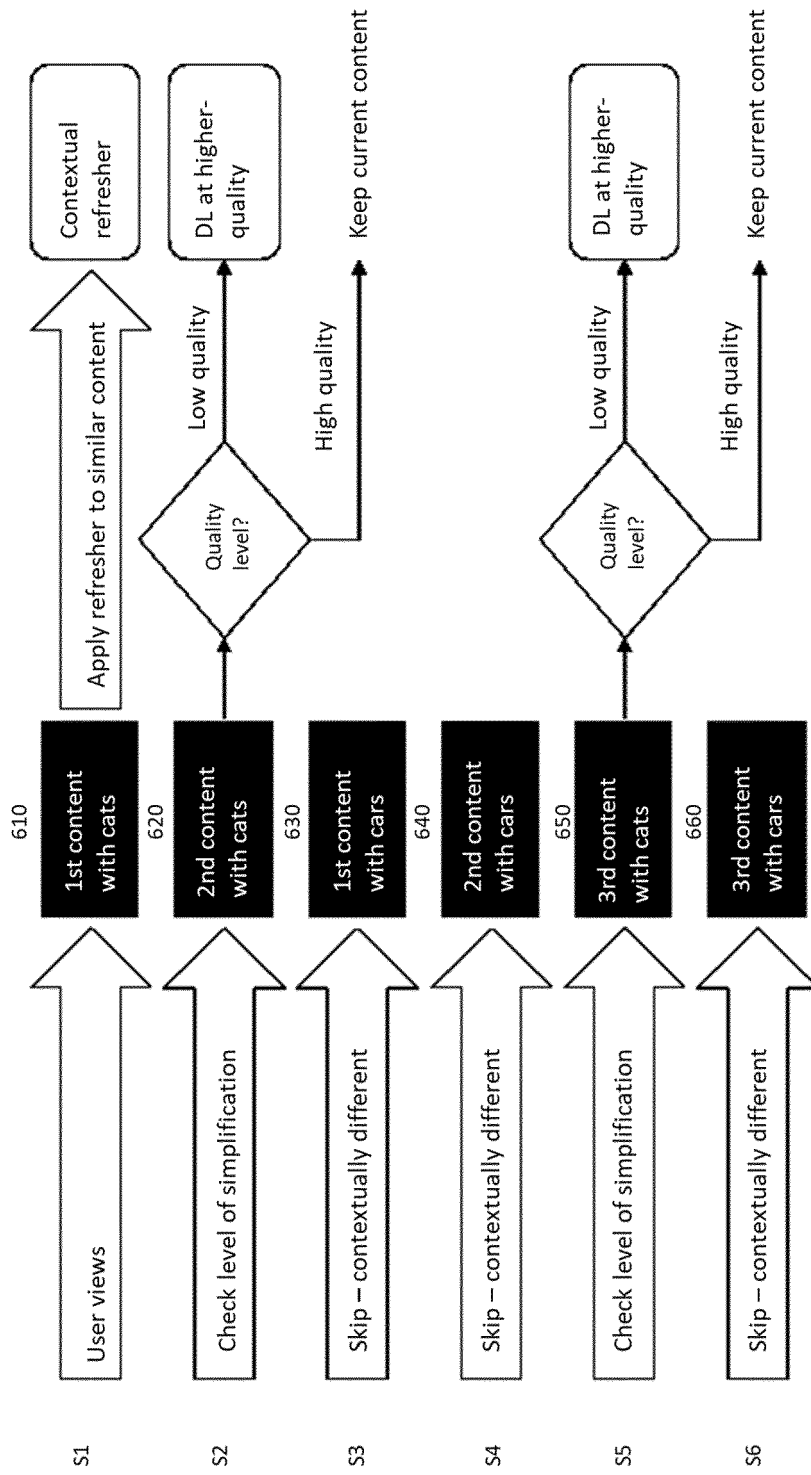 S1
User views
610
1st content
with cats
Apply refresher to similar content
Contextual
refresher
S2
Check level of simplification
620
2nd content
with cats
Quality
level?
Low quality
DL at higher-
quality
High quality
Keep current content
S3
Skip – contextually different
630
1st content
with cars
S4
Skip – contextually different
640
2nd content
with cars
S5
Check level of simplification
650
3rd content
with cats
Quality
level?
Low quality
DL at higher-
quality
High quality
Keep current content
S6
Skip – contextually different
660
3rd content
with cars